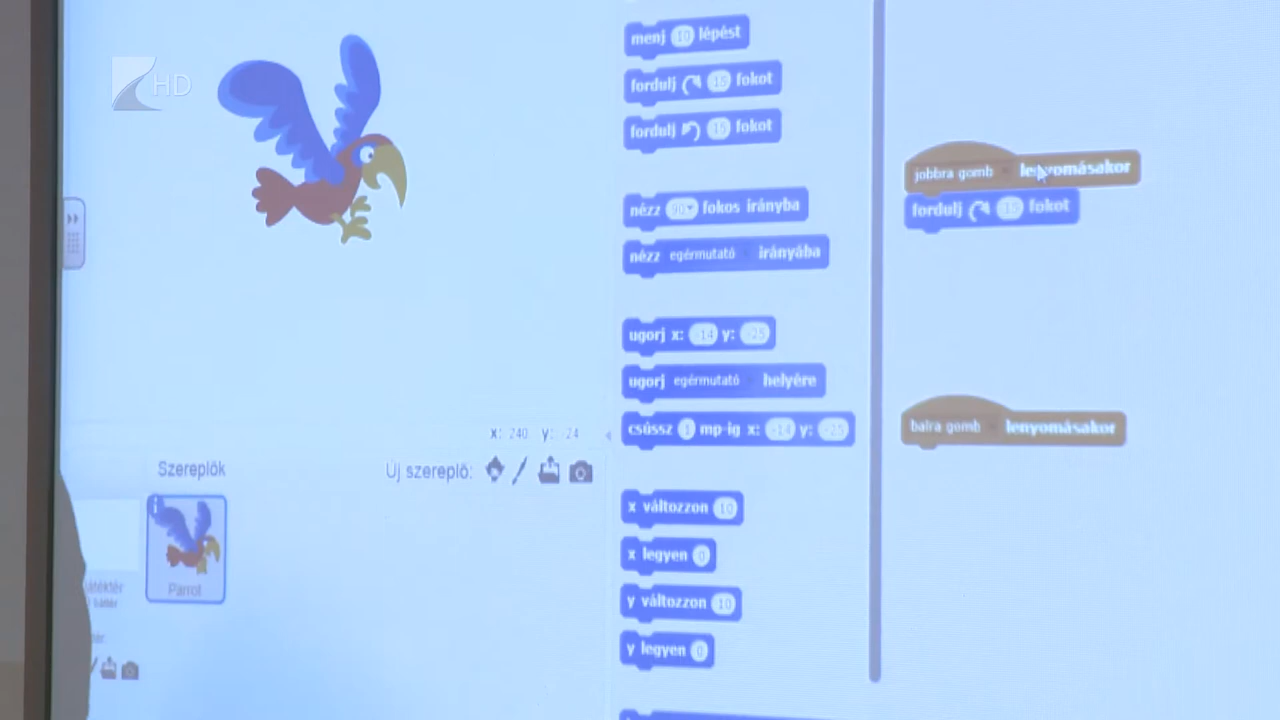 HD
menj 10 lépést
fordulj 15 fokot
fordulj 15 fokot
nézz 90 fokos irányba
nézz egérmutató irányába
ugorj x: -14 y: -25
ugorj egérmutató helyére
csússz 1 mp-ig x: -14 y: -25
x változzon 10
x legyen 0
y változzon 10
y legyen 0
jobbra gomb lenyomásakor
fordulj 15 fokot
balra gomb lenyomásakor
x: 240 y: -24
Szereplők
Új szereplő:
Parrot